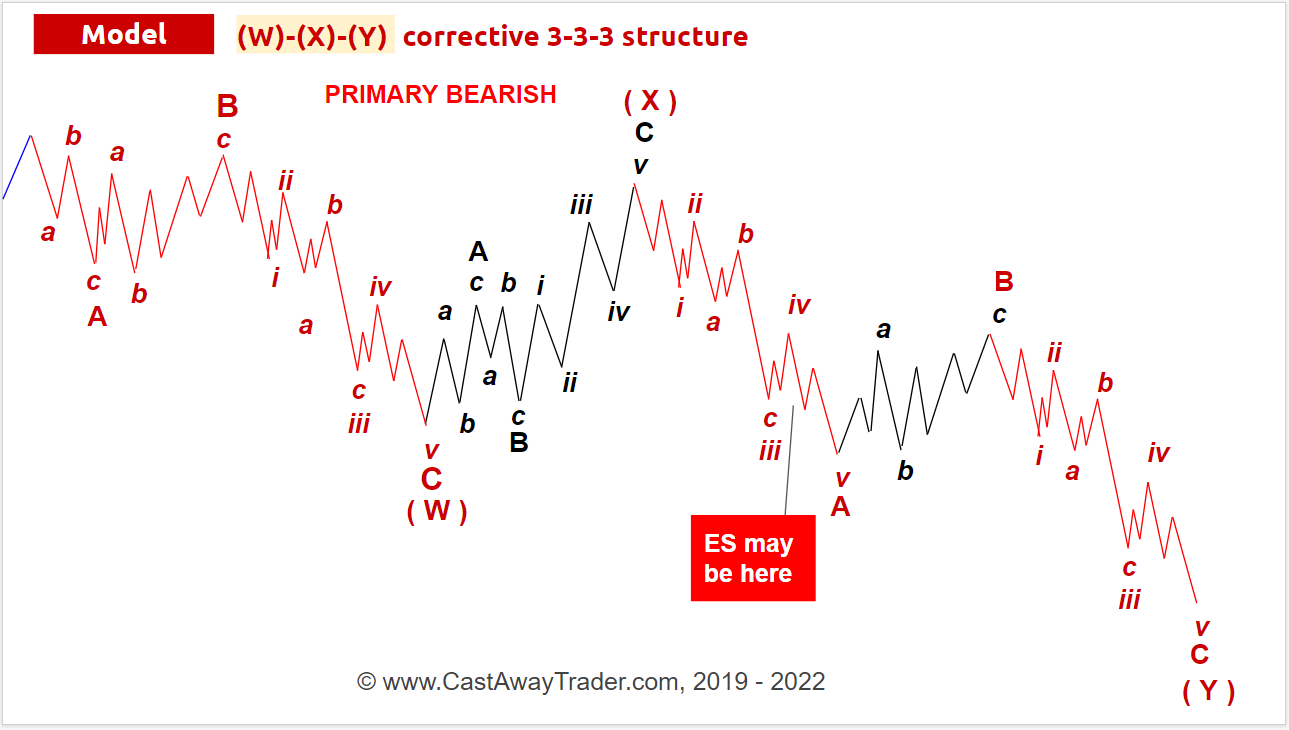 Model
(W)-(X)-(Y) corrective 3-3-3 structure
PRIMARY BEARISH
( X )
C
v
B
c
b
a
a
c
A
b
ii
i
b
a
iv
c
iii
v
C
( W )
A
c
a
b
b
a
c
B
i
ii
iii
iv
ii
i
b
a
iv
c
iii
v
A
ES may
be here
a
b
B
c
ii
i
b
a
iv
c
iii
v
C
( Y )
© www.CastAwayTrader.com, 2019 - 2022